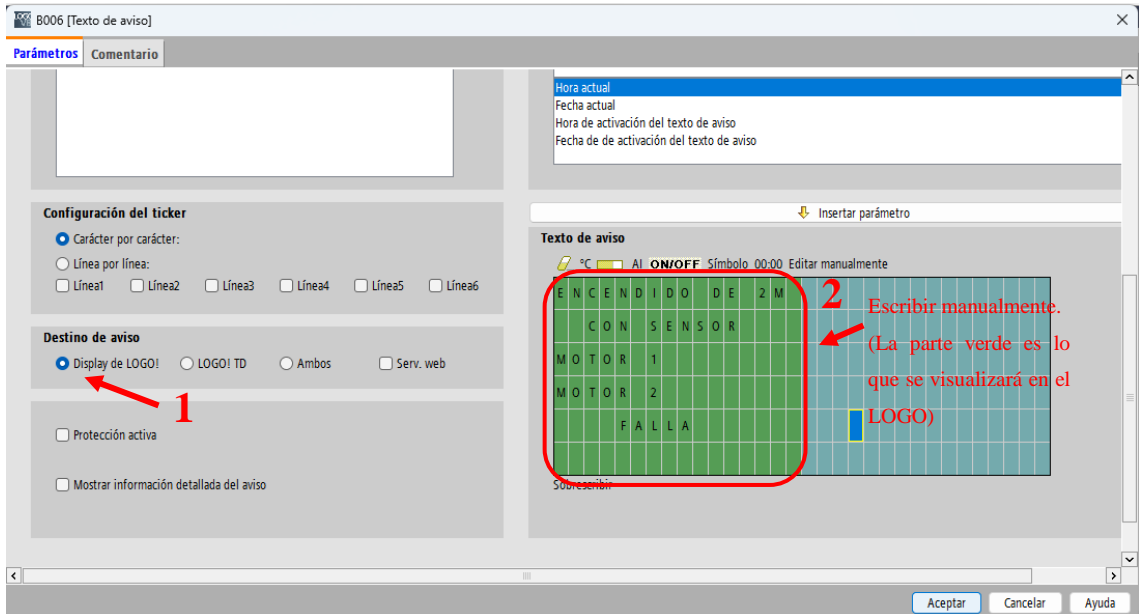 B006 [Texto de aviso]
Parámetros Comentario
Hora actual
Fecha actual
Hora de activación del texto de aviso
Fecha de de activación del texto de aviso
Configuración del ticker
Carácter por carácter:
Línea por línea:
Línea1 Línea2 Línea3 Línea4 Línea5 Línea6
Destino de aviso
Display de LOGO! LOGO! TD Ambos Serv. web
1
Protección activa
Mostrar información detallada del aviso
Insertar parámetro
Texto de aviso
°C AI ON/OFF Símbolo 00:00 Editar manualmente
ENCENDIDO DE 2M
CON SENSOR
MOTOR 1
MOTOR 2
FALLA
2
Escribir manualmente.
(La parte verde es lo
que se visualizará en el
LOGO)
Sobrescribir
Aceptar Cancelar Ayuda